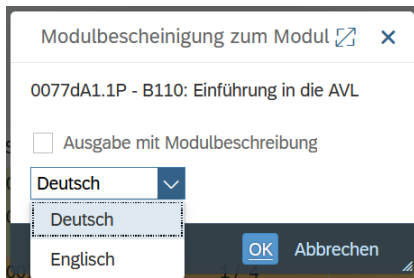 Modulbescheinigung zum Modul
0077dA1.1P - B110: Einführung in die AVL
Ausgabe mit Modulbeschreibung
Deutsch
Deutsch
Englisch
OK Abbrechen